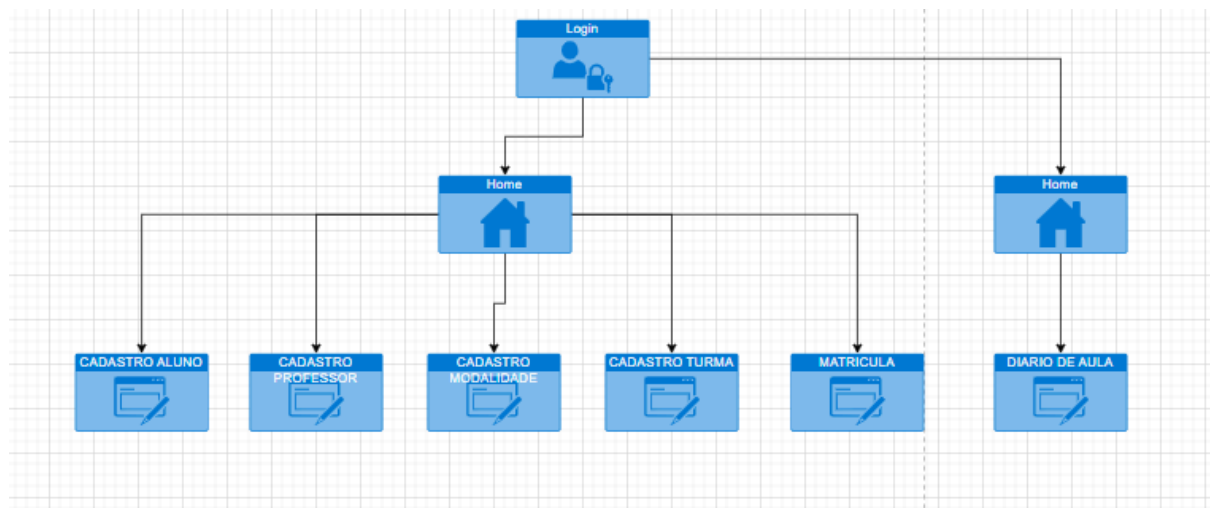 Login
Home
Home
CADASTRO ALUNO
CADASTRO
PROFESSOR
CADASTRO
MODALIDADE
CADASTRO TURMA
MATRICULA
DIARIO DE AULA